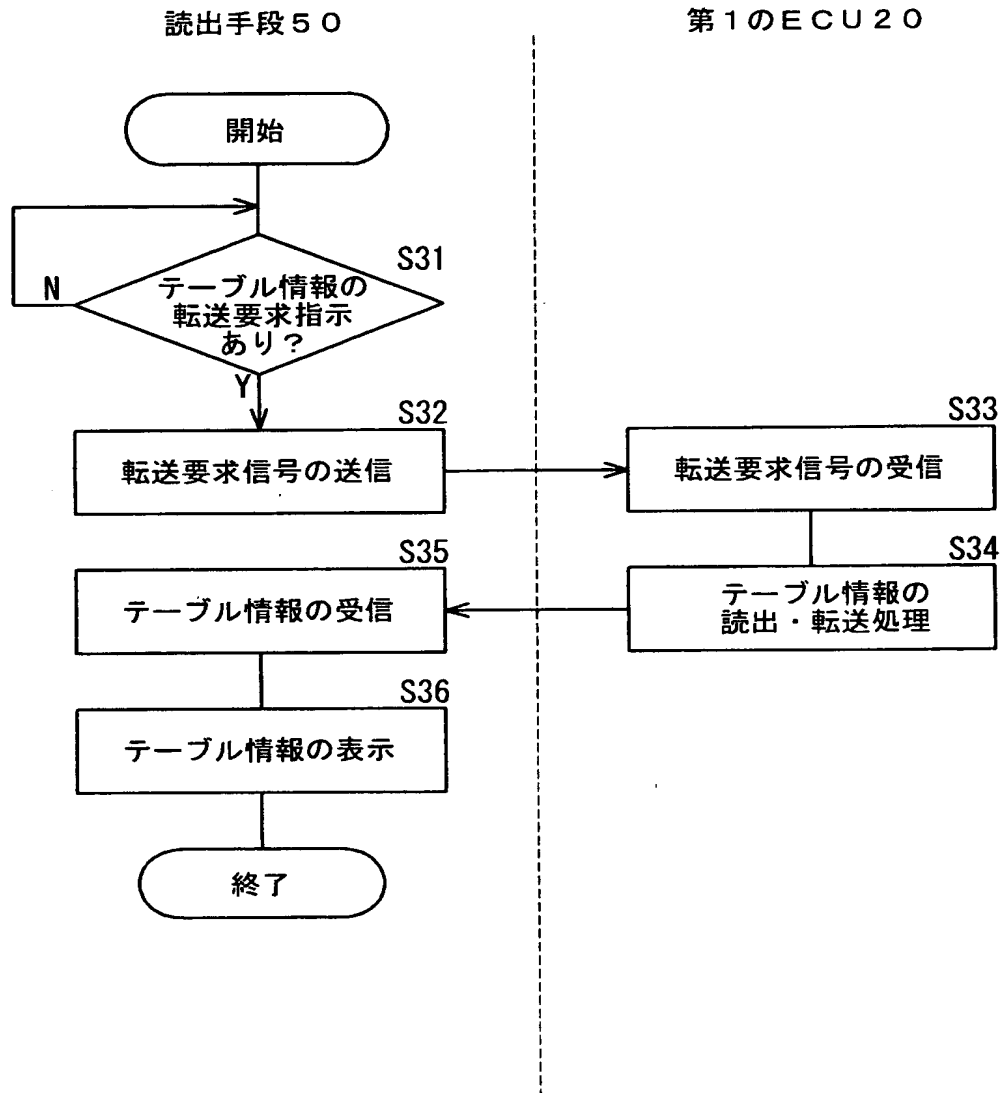 読出手段５０
第１のＥＣＵ２０
開始
S31
N
テーブル情報の
転送要求指示
あり？
Y
S32
転送要求信号の送信
S33
転送要求信号の受信
S34
テーブル情報の
読出・転送処理
S35
テーブル情報の受信
S36
テーブル情報の表示
終了